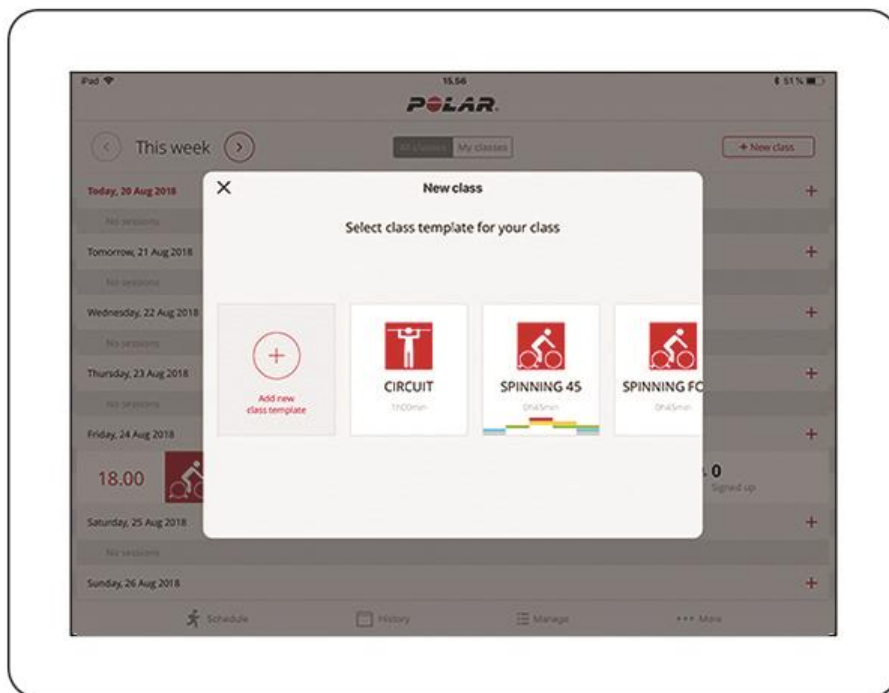 iPad 15.56 51 %
POLAR.
This week All classes My classes + New class
Today, 20 Aug 2018 +
No sessions
Tomorrow, 21 Aug 2018 +
No sessions
Wednesday, 22 Aug 2018 +
No sessions
Thursday, 23 Aug 2018 +
No sessions
Friday, 24 Aug 2018 +
18.00 0
Signed up
Saturday, 25 Aug 2018 +
No sessions
Sunday, 26 Aug 2018 +
Schedule History Manage More
New class
Select class template for your class
+
Add new
class template
CIRCUIT
1h00min
SPINNING 45
0h45min
SPINNING FO
0h45min